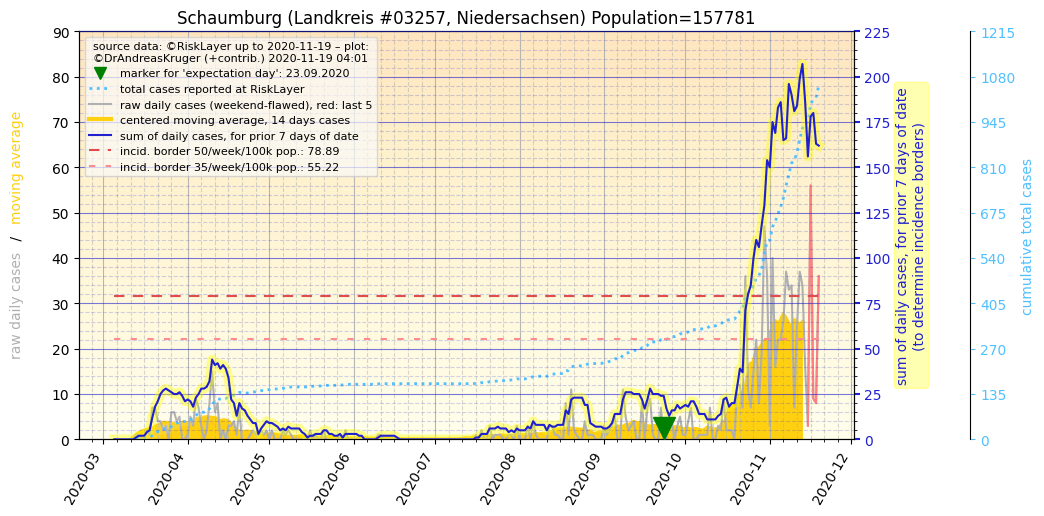 Schaumburg (Landkreis #03257, Niedersachsen) Population=157781
source data: ©RiskLayer up to 2020-11-19 – plot:
©DrAndreasKruger (+contrib.) 2020-11-19 04:01
marker for 'expectation day': 23.09.2020
total cases reported at RiskLayer
raw daily cases (weekend-flawed), red: last 5
centered moving average, 14 days cases
sum of daily cases, for prior 7 days of date
incid. border 50/week/100k pop.: 78.89
incid. border 35/week/100k pop.: 55.22
raw daily cases / moving average
90
80
70
60
50
40
30
20
10
0
2020-03
2020-04
2020-05
2020-06
2020-07
2020-08
2020-09
2020-10
2020-11
2020-12
225
200
175
150
125
100
75
50
25
0
sum of daily cases, for prior 7 days of date
(to determine incidence borders)
1215
1080
945
810
675
540
405
270
135
0
cumulative total cases